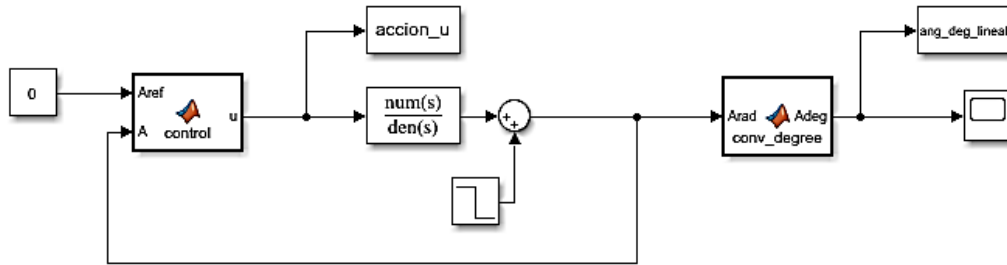 accion_u
ang_deg_lineal
0
Aref
A
u
control
num(s)
den(s)
++
Arad
Adeg
conv_degree